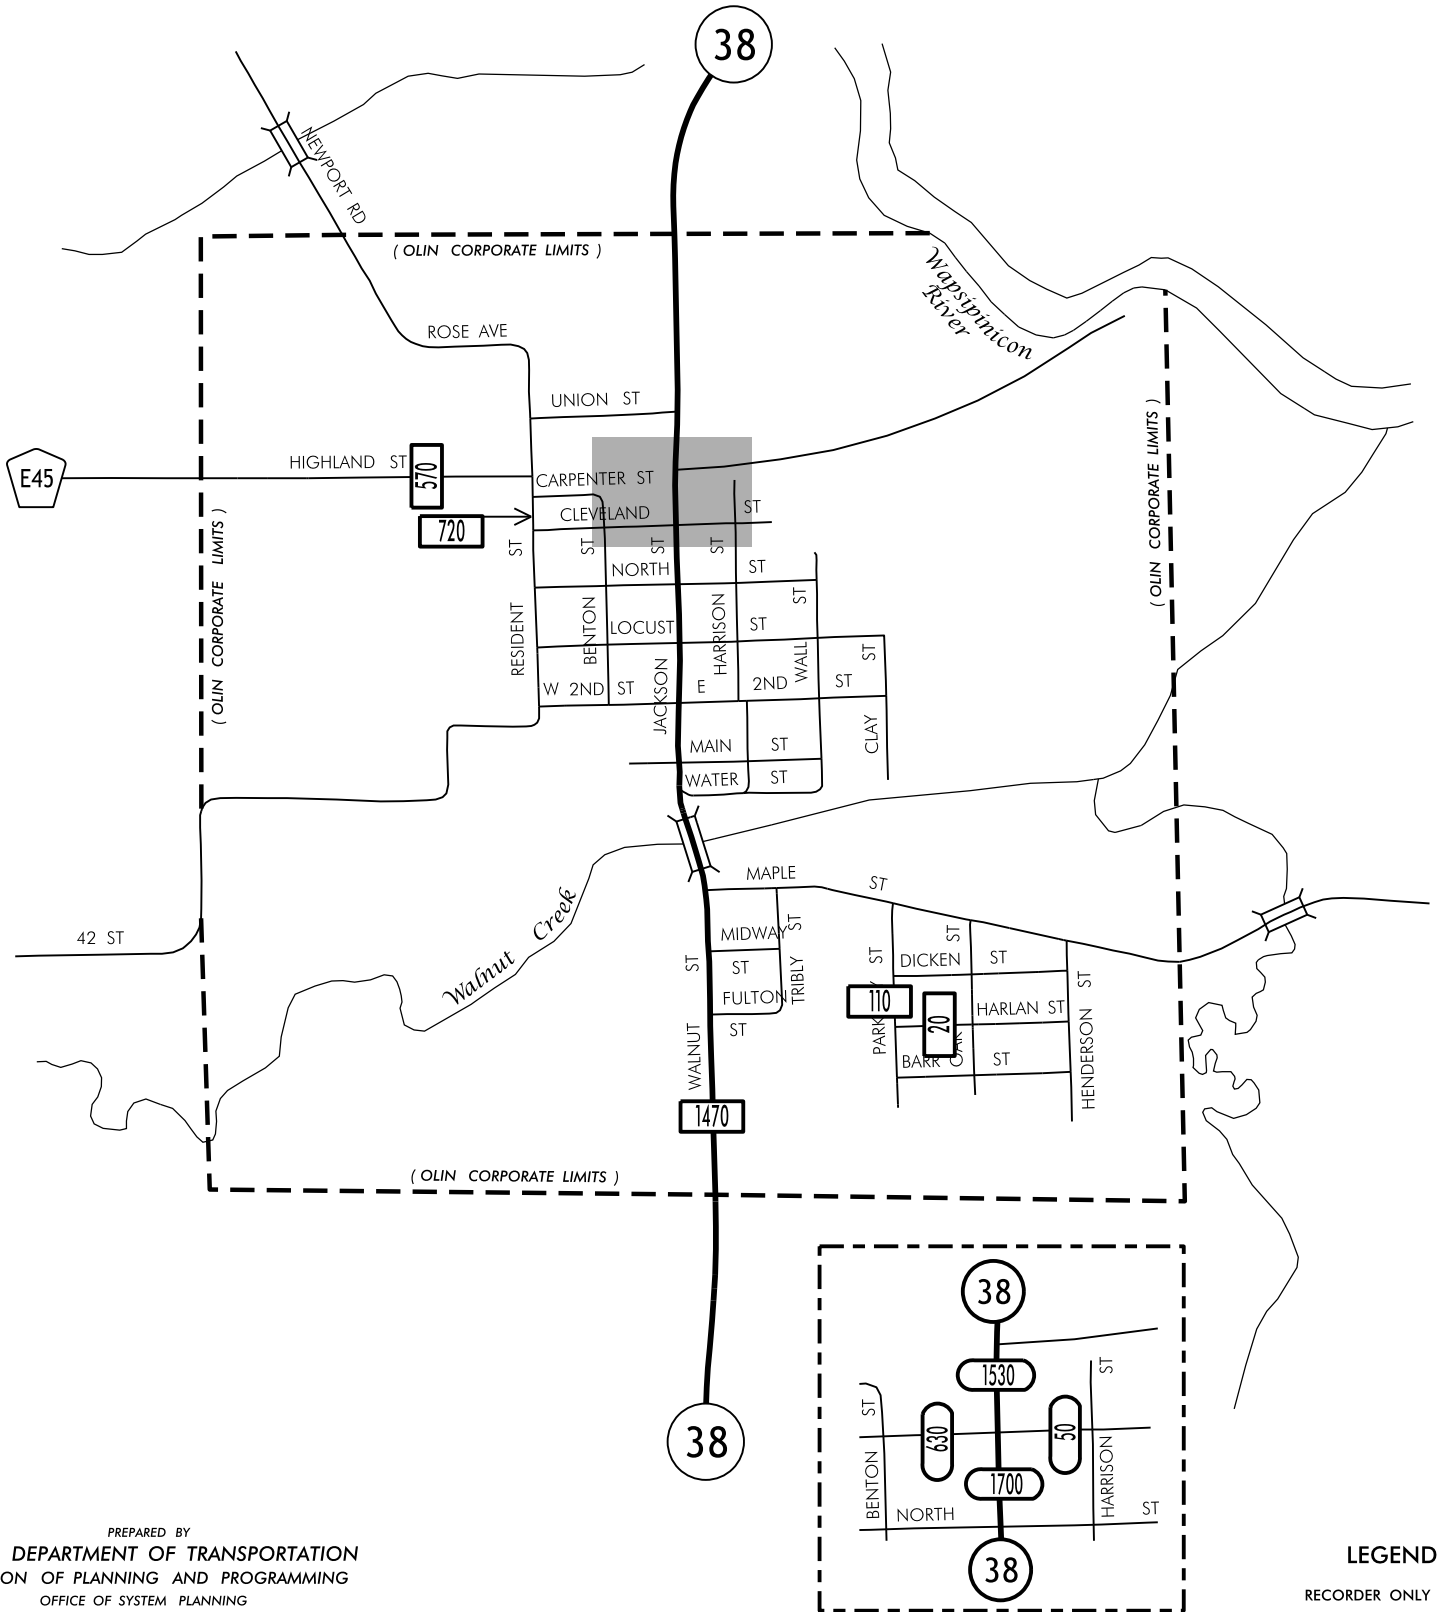 38
NEWPORT RD
( OLIN CORPORATE LIMITS )
Wapsipinicon
River
ROSE AVE
UNION ST
( OLIN CORPORATE LIMITS )
HIGHLAND ST
570
E45
CARPENTER ST
CLEVELAND ST
720
( OLIN CORPORATE LIMITS )
RESIDENT ST
BENTON ST
JACKSON ST
HARRISON ST
NORTH ST
WALL ST
LOCUST ST
W 2ND ST
E 2ND ST
CLAY ST
MAIN ST
WATER ST
MAPLE ST
Walnut Creek
42 ST
MIDWAY ST
TRIBLY ST
FULTON ST
WALNUT ST
PARK ST
110
DICKEN ST
20
OAK ST
HARLAN ST
BARR ST
HENDERSON ST
1470
( OLIN CORPORATE LIMITS )
38
38
1530
ST
BENTON ST
630
50
HARRISON
1700
NORTH ST
38
PREPARED BY
DEPARTMENT OF TRANSPORTATION
ON OF PLANNING AND PROGRAMMING
OFFICE OF SYSTEM PLANNING
LEGEND
RECORDER ONLY